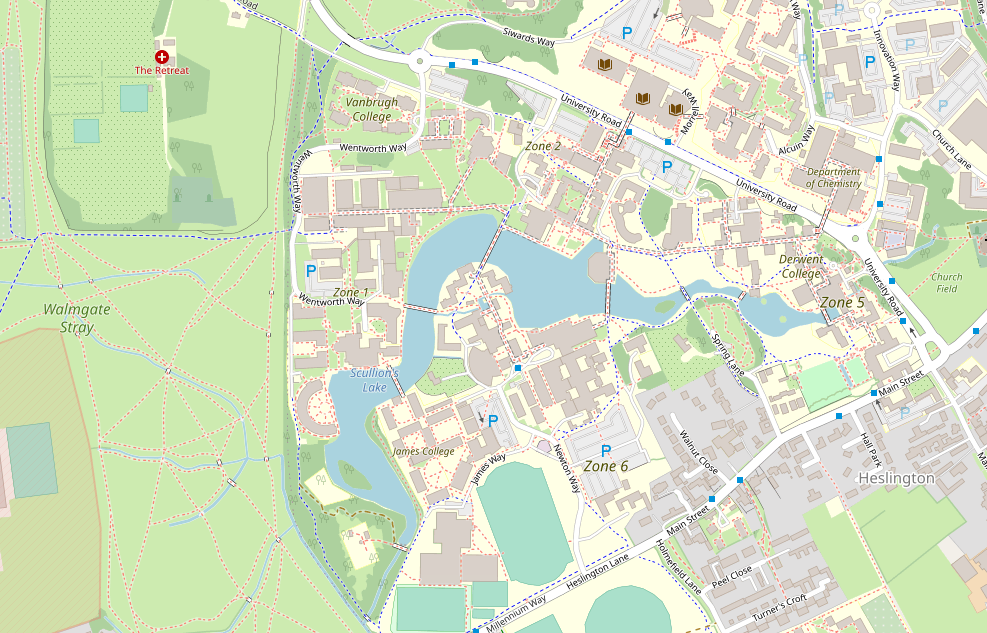 Road
Siwards Way
Way
Innovation Way
P
P
P
P
P
P
The Retreat
Vanbrugh
College
University Road
Morrell Way
Alcuin Way
Church Lane
Wentworth Way
Zone 2
P
Department
of Chemistry
Wentworth Way
University Road
Derwent
College
University Road
Church
Field
P
Zone 1
Wentworth Way
Zone 5
Walmgate
Stray
Spring Lane
Scullion's
Lake
Main Street
P
P
James College
Walnut Close
Hall Park
P
James Way
Newton Way
Zone 6
Heslington
Main Street
Holmefield Lane
Heslington Lane
Peel Close
Turner's Croft
Millennium Way